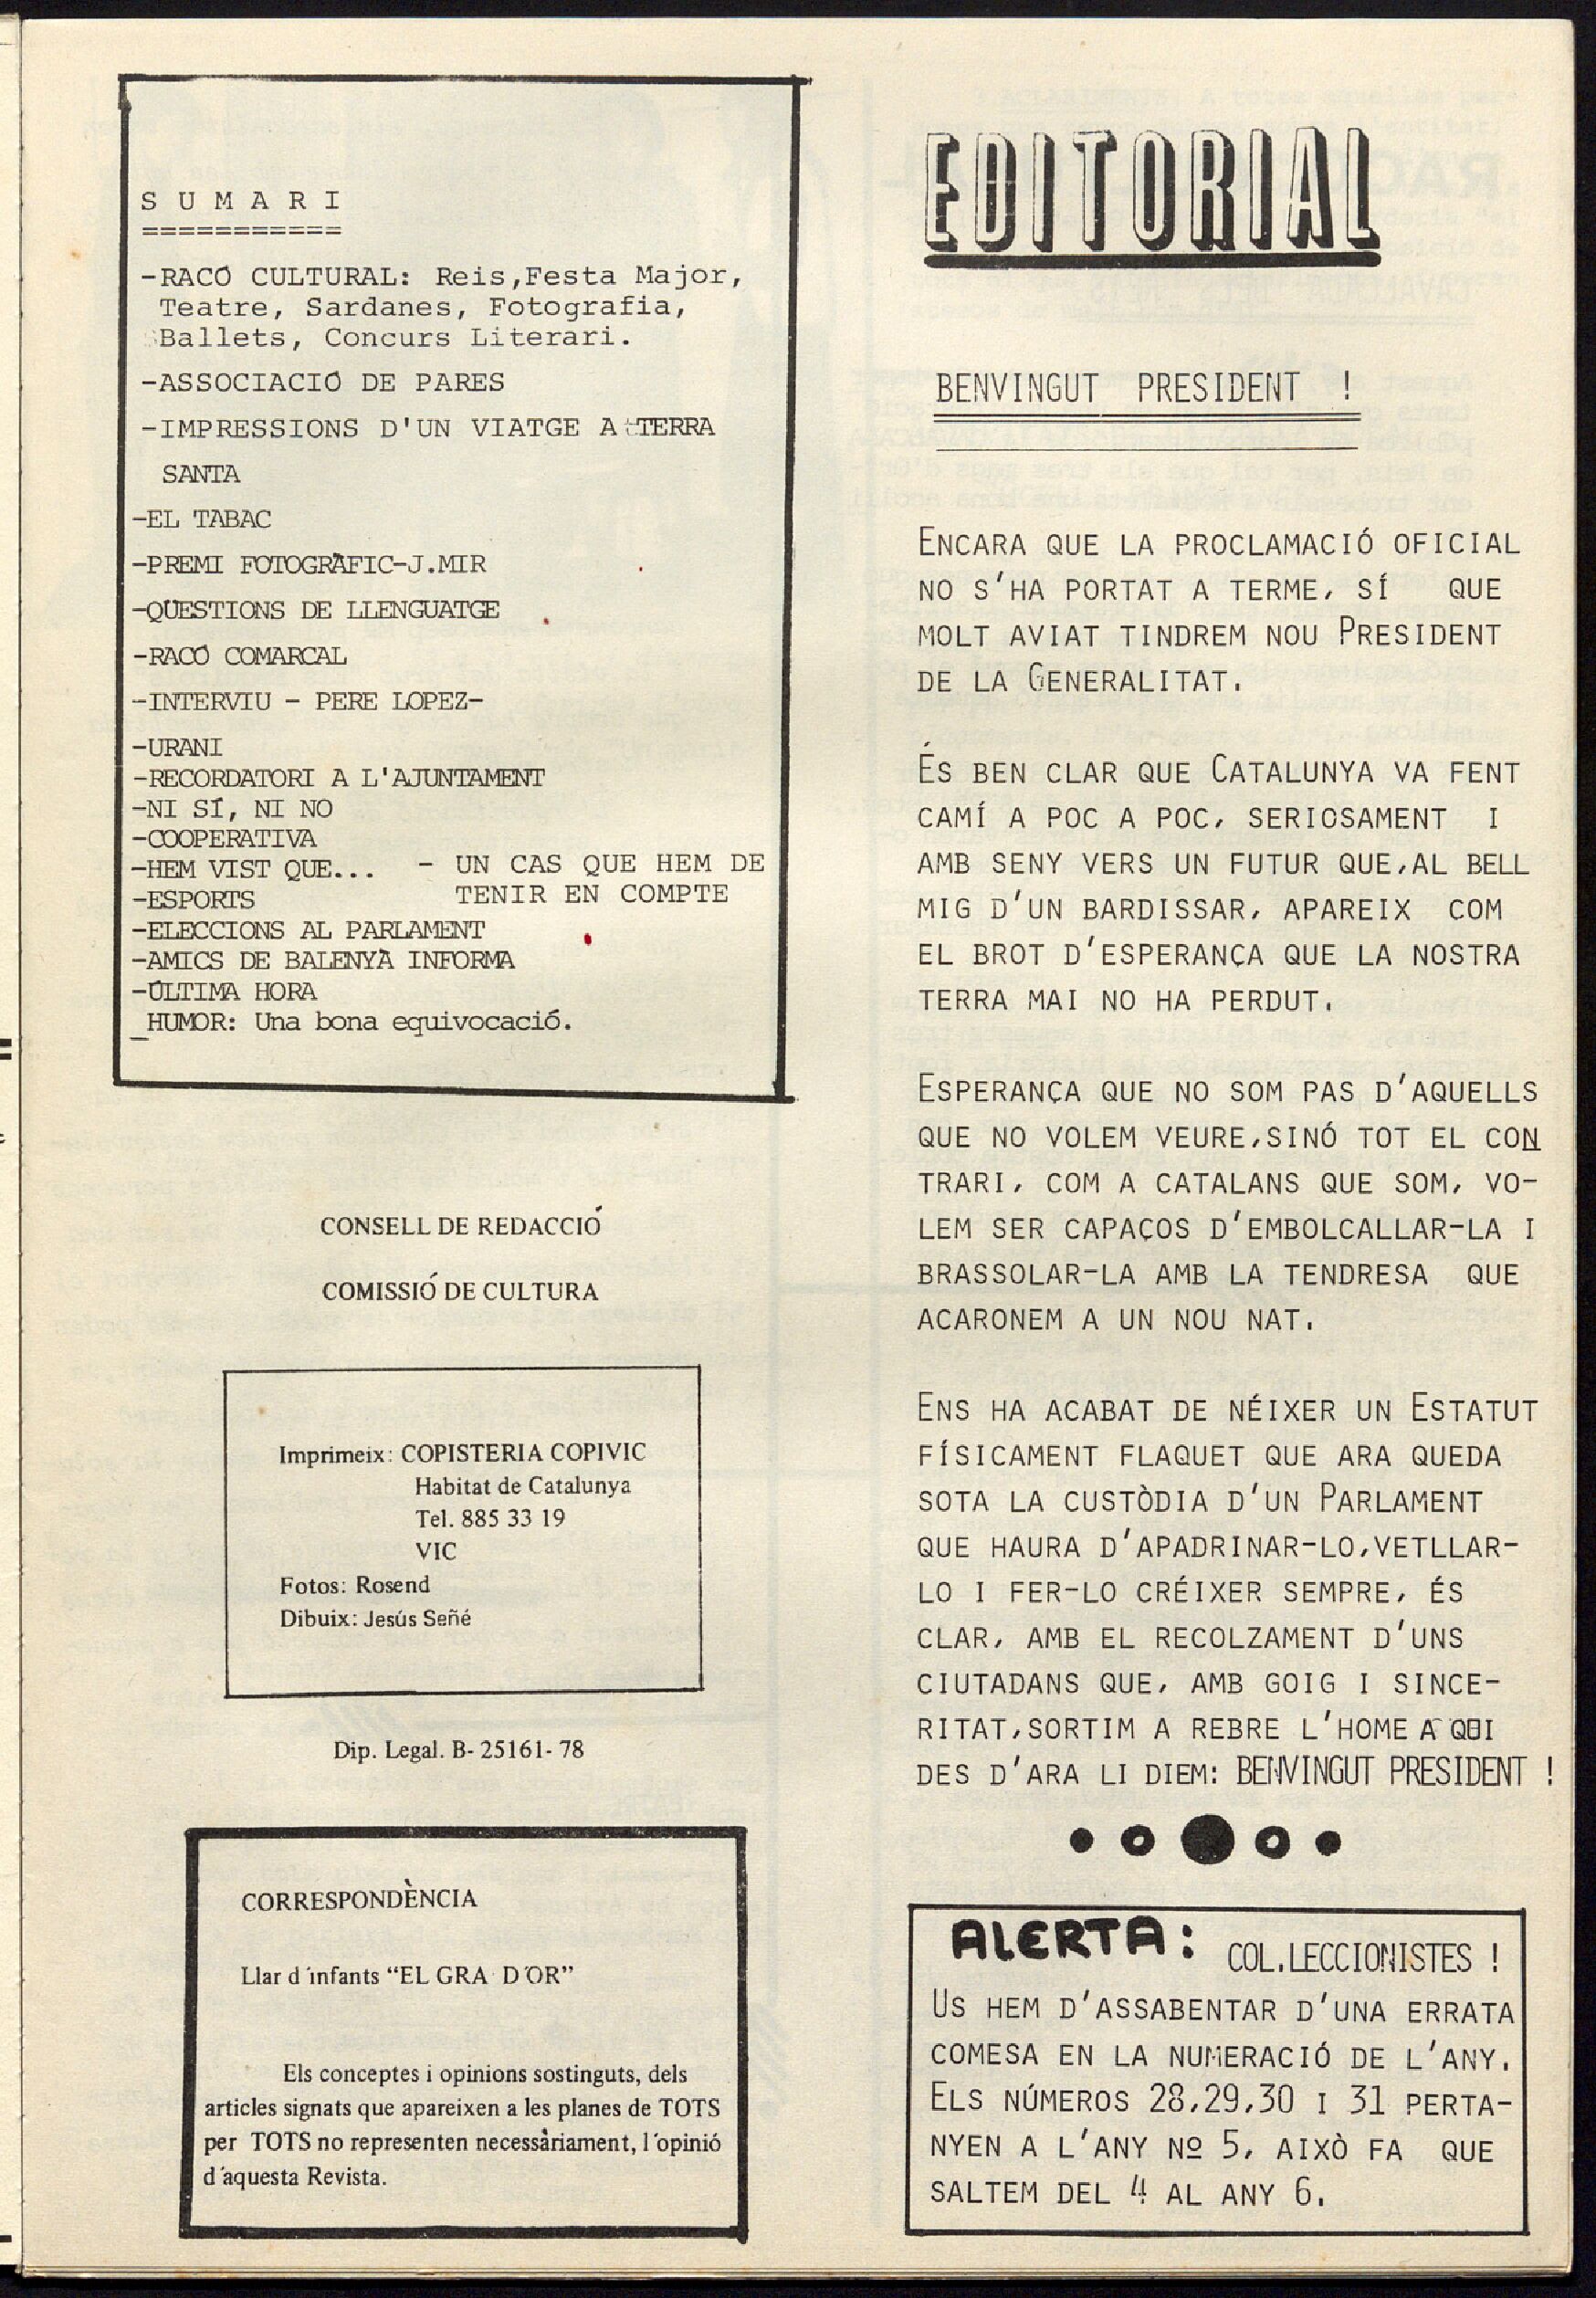 S U M A R I
===========
-RACÓ CULTURAL: Reis,Festa Major,
Teatre, Sardanes, Fotografia,
Ballets, Concurs Literari.
-ASSOCIACIÓ DE PARES
-IMPRESSIONS D'UN VIATGE A TERRA
SANTA
-EL TABAC
-PREMI FOTOGRÀFIC-J.MIR
-QÜESTIONS DE LLENGUATGE
-RACÓ COMARCAL
-INTERVIU - PERE LOPEZ-
-URANI
-RECORDATORI A L'AJUNTAMENT
-NI SÍ, NI NO
-COOPERATIVA
-HEM VIST QUE... - UN CAS QUE HEM DE
-ESPORTS TENIR EN COMPTE
-ELECCIONS AL PARLAMENT
-AMICS DE BALENYÀ INFORMA
-ÚLTIMA HORA
_HUMOR: Una bona equivocació.
CONSELL DE REDACCIÓ
COMISSIÓ DE CULTURA
Imprimeix: COPISTERIA COPIVIC
Habitat de Catalunya
Tel. 885 33 19
VIC
Fotos: Rosend
Dibuix: Jesús Señé
Dip. Legal. B- 25161- 78
CORRESPONDÈNCIA
Llar d'infants “EL GRA D'OR”
Els conceptes i opinions sostinguts, dels
articles signats que apareixen a les planes de TOTS
per TOTS no representen necessàriament, l'opinió
d'aquesta Revista.
EDITORIAL
BENVINGUT PRESIDENT !
ENCARA QUE LA PROCLAMACIÓ OFICIAL
NO S'HA PORTAT A TERME, SÍ QUE
MOLT AVIAT TINDREM NOU PRESIDENT
DE LA GENERALITAT.
ÉS BEN CLAR QUE CATALUNYA VA FENT
CAMÍ A POC A POC, SERIOSAMENT I
AMB SENY VERS UN FUTUR QUE,AL BELL
MIG D'UN BARDISSAR, APAREIX COM
EL BROT D'ESPERANÇA QUE LA NOSTRA
TERRA MAI NO HA PERDUT.
ESPERANÇA QUE NO SOM PAS D'AQUELLS
QUE NO VOLEM VEURE,SINÓ TOT EL CON
TRARI, COM A CATALANS QUE SOM, VO-
LEM SER CAPAÇOS D'EMBOLCALLAR-LA I
BRASSOLAR-LA AMB LA TENDRESA QUE
ACARONEM A UN NOU NAT.
ENS HA ACABAT DE NÉIXER UN ESTATUT
FÍSICAMENT FLAQUET QUE ARA QUEDA
SOTA LA CUSTÒDIA D'UN PARLAMENT
QUE HAURA D'APADRINAR-LO,VETLLAR-
LO I FER-LO CRÉIXER SEMPRE, ÉS
CLAR, AMB EL RECOLZAMENT D'UNS
CIUTADANS QUE, AMB GOIG I SINCE-
RITAT,SORTIM A REBRE L'HOME A QUI
DES D'ARA LI DIEM: BENVINGUT PRESIDENT !
ALERTA: COL.LECCIONISTES !
US HEM D'ASSABENTAR D'UNA ERRATA
COMESA EN LA NUMERACIÓ DE L'ANY.
ELS NÚMEROS 28,29,30 I 31 PERTA-
NYEN A L'ANY Nº 5, AIXÒ FA QUE
SALTEM DEL 4 AL ANY 6.